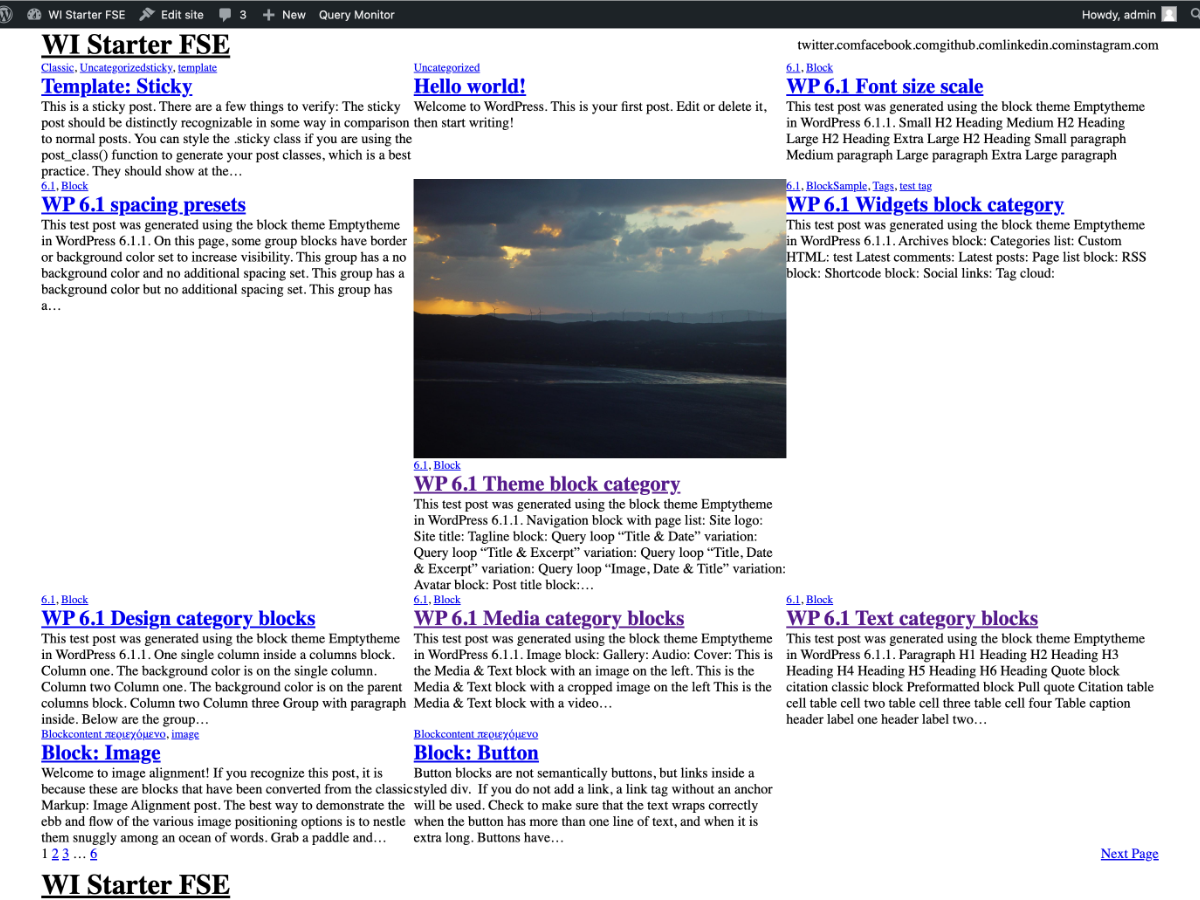 WI Starter FSE Edit site 3 New Query Monitor Howdy, admin
WI Starter FSE
twitter.comfacebook.comgithub.comlinkedin.cominstagram.com
Classic, Uncategorizedsticky, template
Template: Sticky
This is a sticky post. There are a few things to verify: The sticky
post should be distinctly recognizable in some way in comparison
to normal posts. You can style the .sticky class if you are using the
post_class() function to generate your post classes, which is a best
practice. They should show at the…
Uncategorized
Hello world!
Welcome to WordPress. This is your first post. Edit or delete it,
then start writing!
6.1, Block
WP 6.1 Font size scale
This test post was generated using the block theme Emptytheme
in WordPress 6.1.1. Small H2 Heading Medium H2 Heading
Large H2 Heading Extra Large H2 Heading Small paragraph
Medium paragraph Large paragraph Extra Large paragraph
6.1, Block
WP 6.1 spacing presets
This test post was generated using the block theme Emptytheme
in WordPress 6.1.1. On this page, some group blocks have border
or background color set to increase visibility. This group has a no
background color and no additional spacing set. This group has a
background color but no additional spacing set. This group has
a…
6.1, Block
WP 6.1 Theme block category
This test post was generated using the block theme Emptytheme
in WordPress 6.1.1. Navigation block with page list: Site logo:
Site title: Tagline block: Query loop “Title & Date” variation:
Query loop “Title & Excerpt” variation: Query loop “Title, Date
& Excerpt” variation: Query loop “Image, Date & Title” variation:
Avatar block: Post title block:…
6.1, BlockSample, Tags, test tag
WP 6.1 Widgets block category
This test post was generated using the block theme Emptytheme
in WordPress 6.1.1. Archives block: Categories list: Custom
HTML: test Latest comments: Latest posts: Page list block: RSS
block: Shortcode block: Social links: Tag cloud:
6.1, Block
WP 6.1 Design category blocks
This test post was generated using the block theme Emptytheme
in WordPress 6.1.1. One single column inside a columns block.
Column one. The background color is on the single column.
Column two Column one. The background color is on the parent
columns block. Column two Column three Group with paragraph
inside. Below are the group…
6.1, Block
WP 6.1 Media category blocks
This test post was generated using the block theme Emptytheme
in WordPress 6.1.1. Image block: Gallery: Audio: Cover: This is
the Media & Text block with an image on the left. This is the
Media & Text block with a cropped image on the left This is the
Media & Text block with a video…
6.1, Block
WP 6.1 Text category blocks
This test post was generated using the block theme Emptytheme
in WordPress 6.1.1. Paragraph H1 Heading H2 Heading H3
Heading H4 Heading H5 Heading H6 Heading Quote block
citation classic block Preformatted block Pull quote Citation table
cell table cell two table cell three table cell four Table caption
header label one header label two…
Blockcontent περιεχόμενο, image
Block: Image
Welcome to image alignment! If you recognize this post, it is
because these are blocks that have been converted from the classic
Markup: Image Alignment post. The best way to demonstrate the
ebb and flow of the various image positioning options is to nestle
them snuggly among an ocean of words. Grab a paddle and…
Blockcontent περιεχόμενο
Block: Button
Button blocks are not semantically buttons, but links inside a
styled div.  If you do not add a link, a link tag without an anchor
will be used. Check to make sure that the text wraps correctly
when the button has more than one line of text, and when it is
extra long. Buttons have…
1 2 3 … 6
Next Page
WI Starter FSE